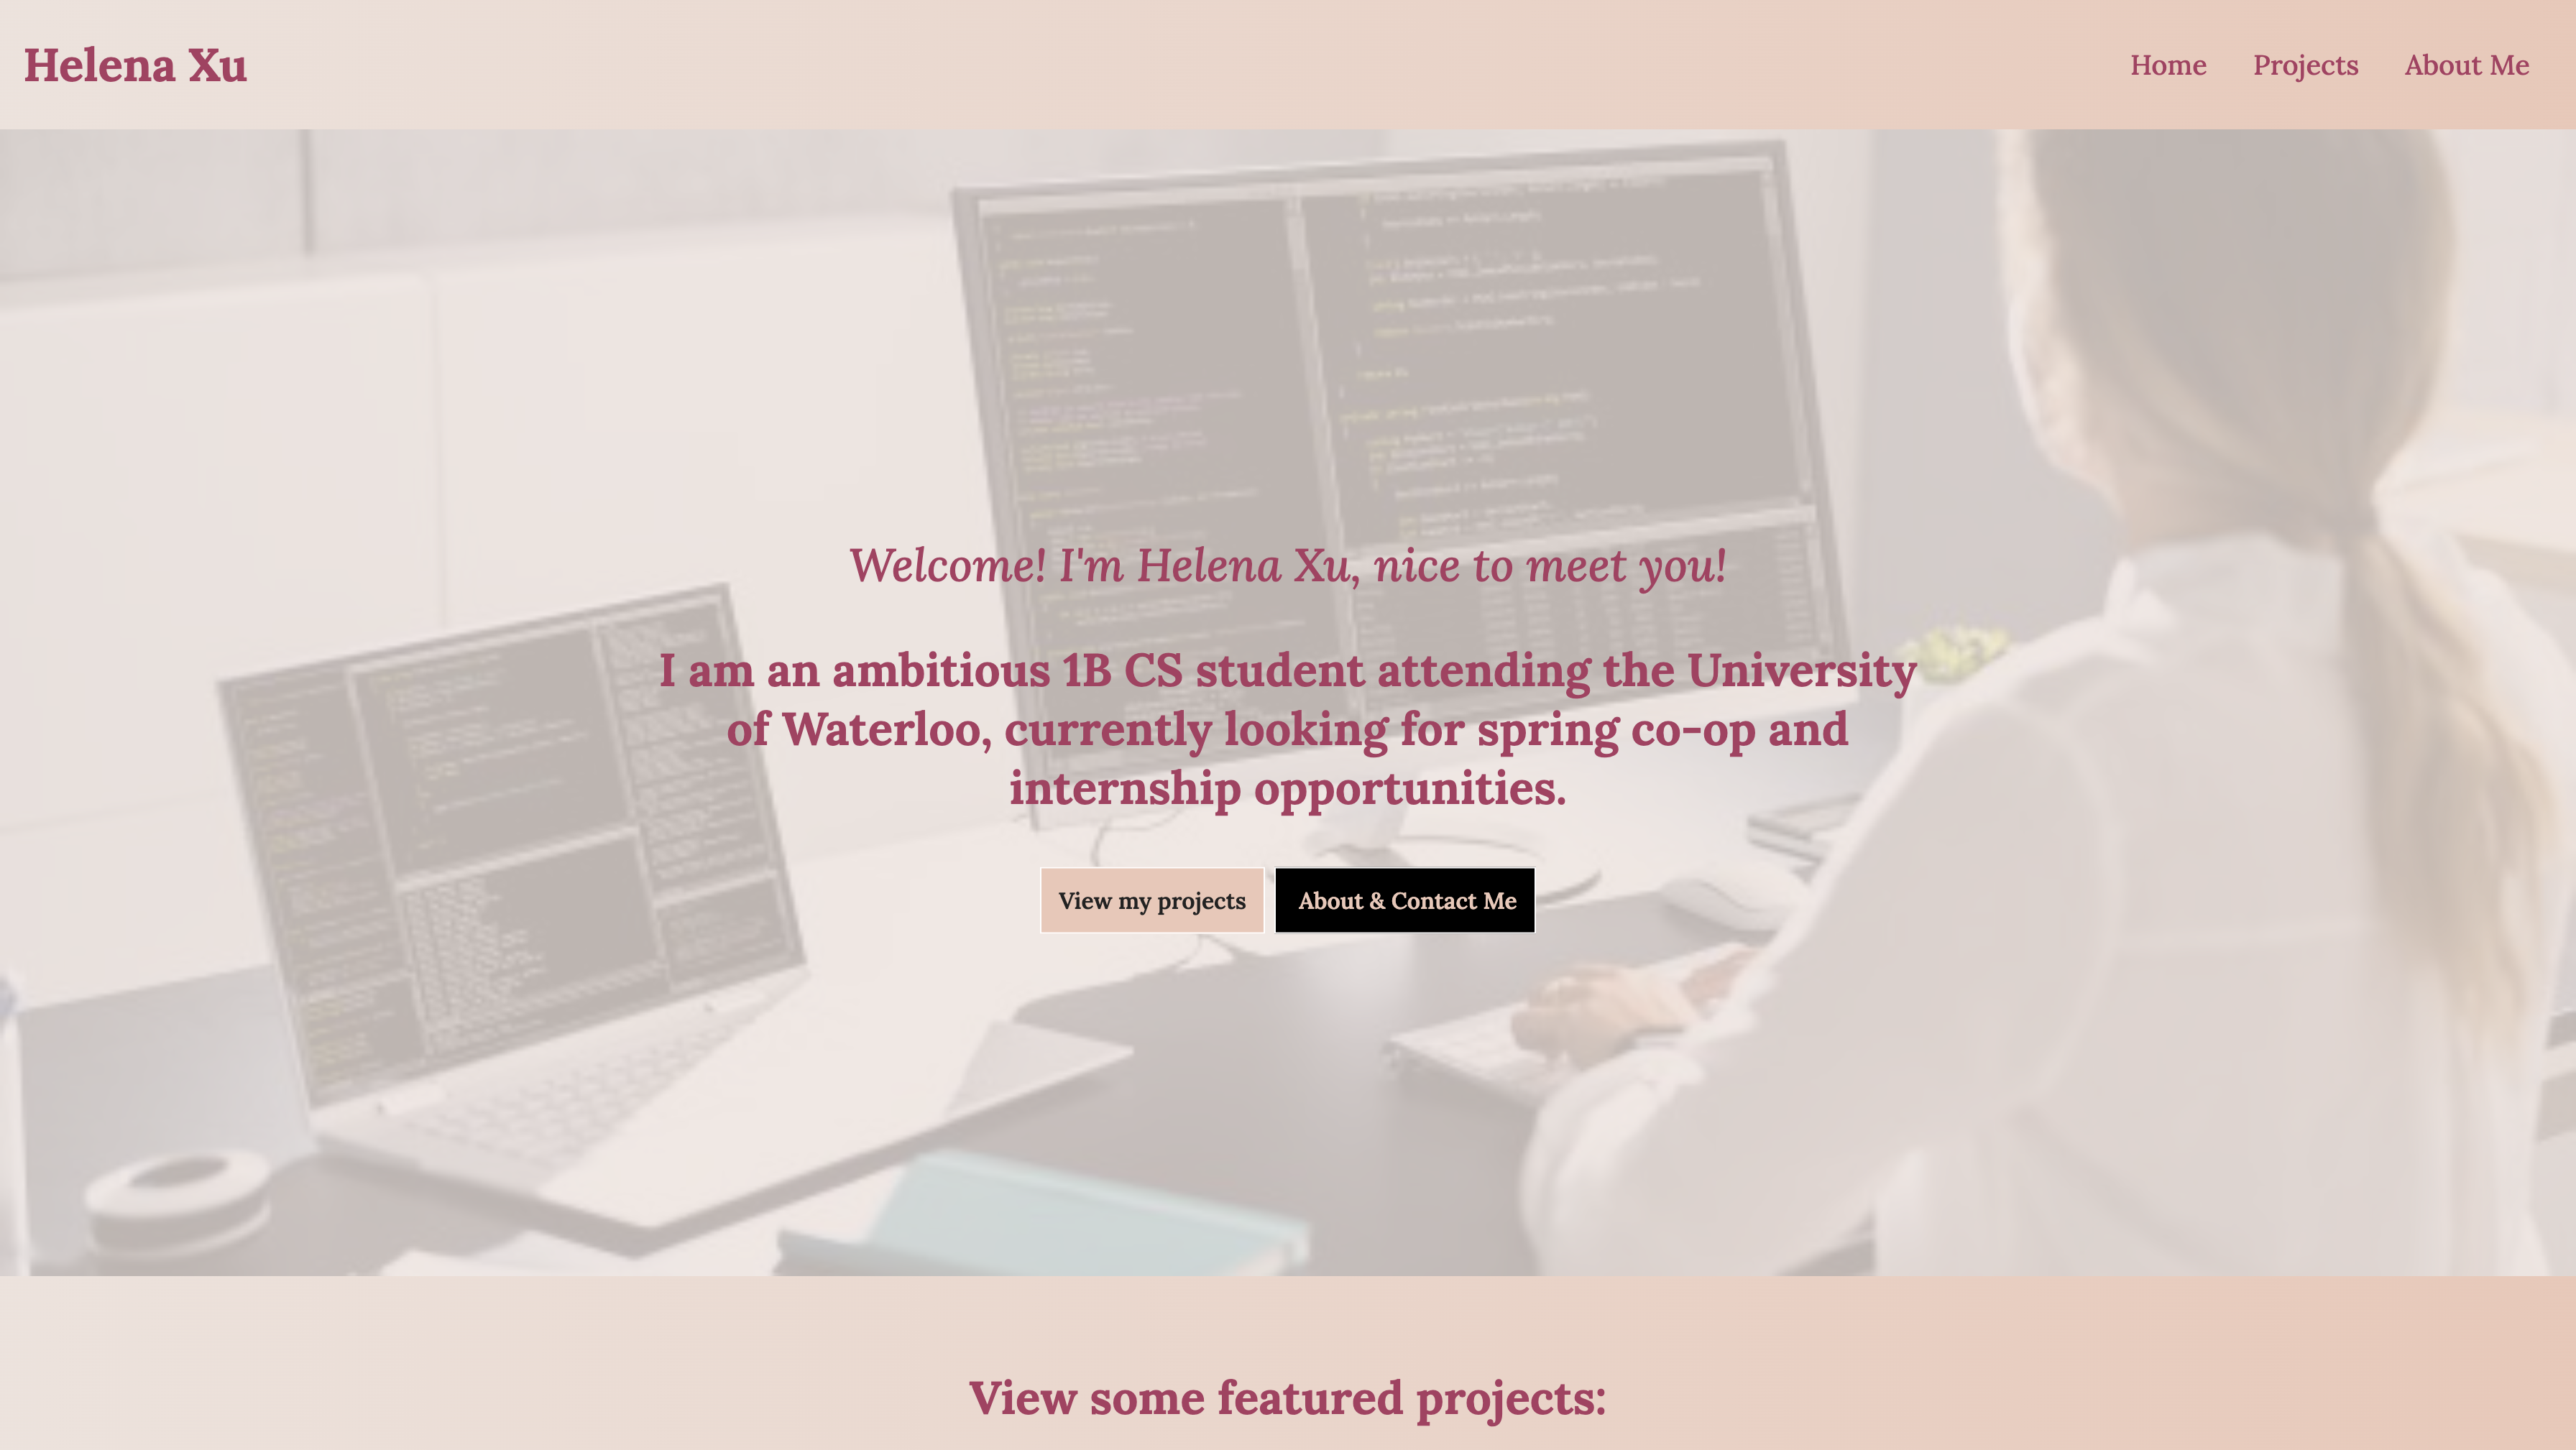 Helena Xu
Home Projects About Me
Welcome! I'm Helena Xu, nice to meet you!
I am an ambitious 1B CS student attending the University
of Waterloo, currently looking for spring co-op and
internship opportunities.
View my projects
About & Contact Me
View some featured projects: